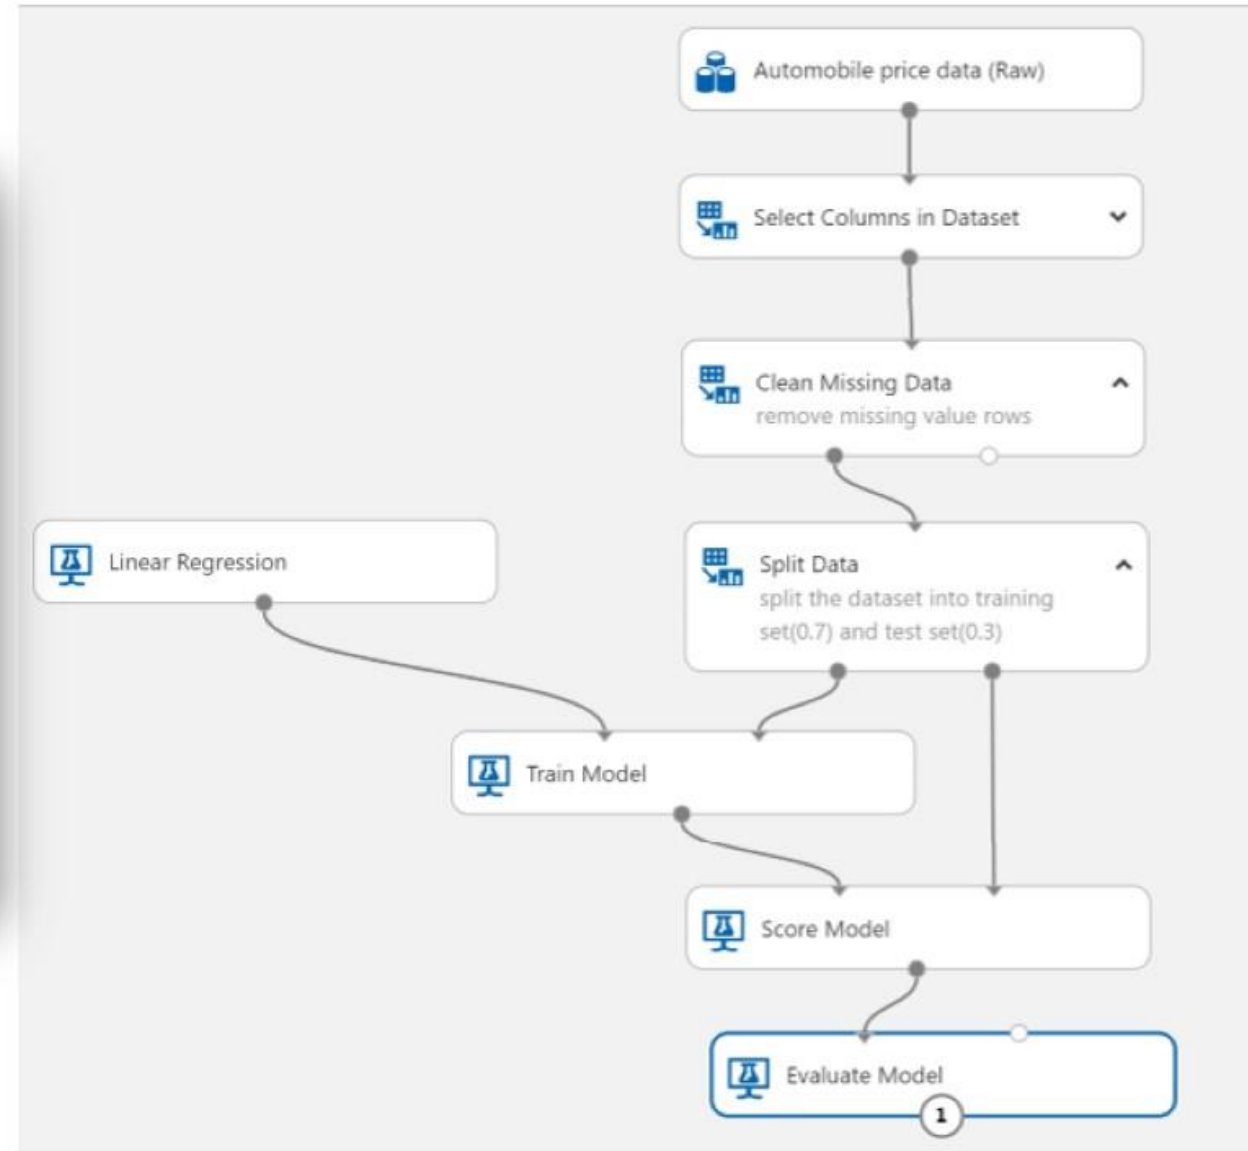 Automobile price data (Raw)
Select Columns in Dataset
Clean Missing Data
remove missing value rows
Linear Regression
Split Data
split the dataset into training
set(0.7) and test set(0.3)
Train Model
Score Model
Evaluate Model
1